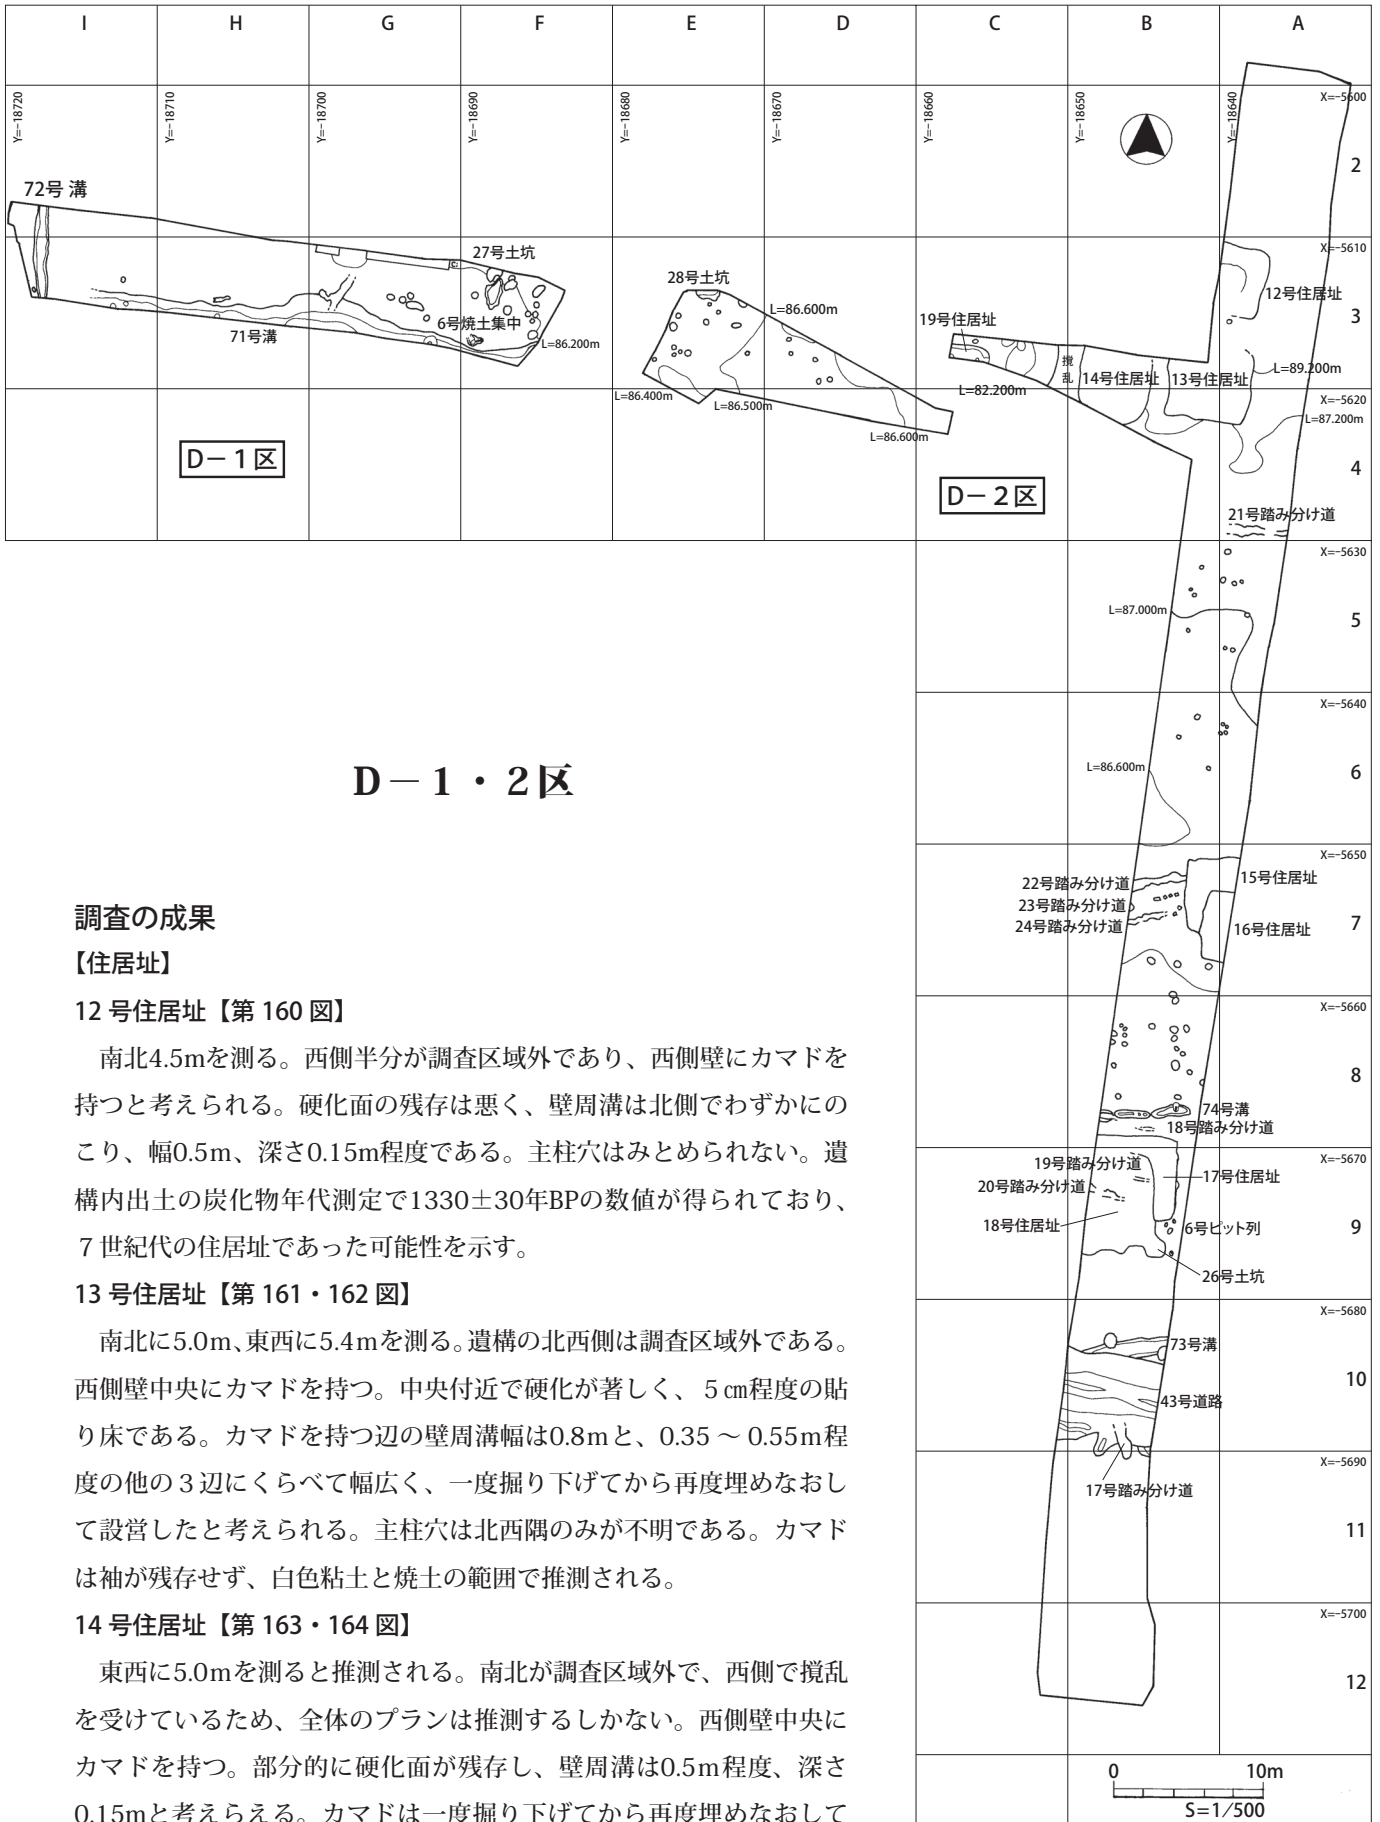 I H G F E D C B A
Y=-18720 Y=-18710 Y=-18700 Y=-18690 Y=-18680 Y=-18670 Y=-18660 Y=-18650 Y=-18640
X=-5600
2
72号 溝
X=-5610
27号土坑
28号土坑
12号住居址
L=86.600m
3
19号住居址
6号焼土集中
71号溝
L=86.200m
撹乱
14号住居址
13号住居址
L=89.200m
L=82.200m
L=86.400m
L=86.500m
X=-5620
L=87.200m
L=86.600m
D－1区
4
D－2区
21号踏み分け道
X=-5630
L=87.000m
5
X=-5640
L=86.600m
6
X=-5650
15号住居址
22号踏み分け道
23号踏み分け道
24号踏み分け道
7
16号住居址
X=-5660
8
74号溝
18号踏み分け道
X=-5670
19号踏み分け道
17号住居址
20号踏み分け道
18号住居址
6号ピット列
9
26号土坑
X=-5680
73号溝
10
43号道路
X=-5690
17号踏み分け道
11
X=-5700
12
0 10m
S=1/500
D－1・2区
調査の成果
【住居址】
12 号住居址【第 160 図】
南北4.5mを測る。西側半分が調査区域外であり、西側壁にカマドを
持つと考えられる。硬化面の残存は悪く、壁周溝は北側でわずかにの
こり、幅0.5m、深さ0.15m程度である。主柱穴はみとめられない。遺
構内出土の炭化物年代測定で1330±30年BPの数値が得られており、
７世紀代の住居址であった可能性を示す。
13 号住居址【第 161・162 図】
南北に5.0m、東西に5.4mを測る。遺構の北西側は調査区域外である。
西側壁中央にカマドを持つ。中央付近で硬化が著しく、５㎝程度の貼
り床である。カマドを持つ辺の壁周溝幅は0.8mと、0.35 〜 0.55m程
度の他の３辺にくらべて幅広く、一度掘り下げてから再度埋めなおし
て設営したと考えられる。主柱穴は北西隅のみが不明である。カマド
は袖が残存せず、白色粘土と焼土の範囲で推測される。
14 号住居址【第 163・164 図】
東西に5.0mを測ると推測される。南北が調査区域外で、西側で撹乱
を受けているため、全体のプランは推測するしかない。西側壁中央に
カマドを持つ。部分的に硬化面が残存し、壁周溝は0.5m程度、深さ
0.15mと考えらえる。カマドは一度掘り下げてから再度埋めなおして